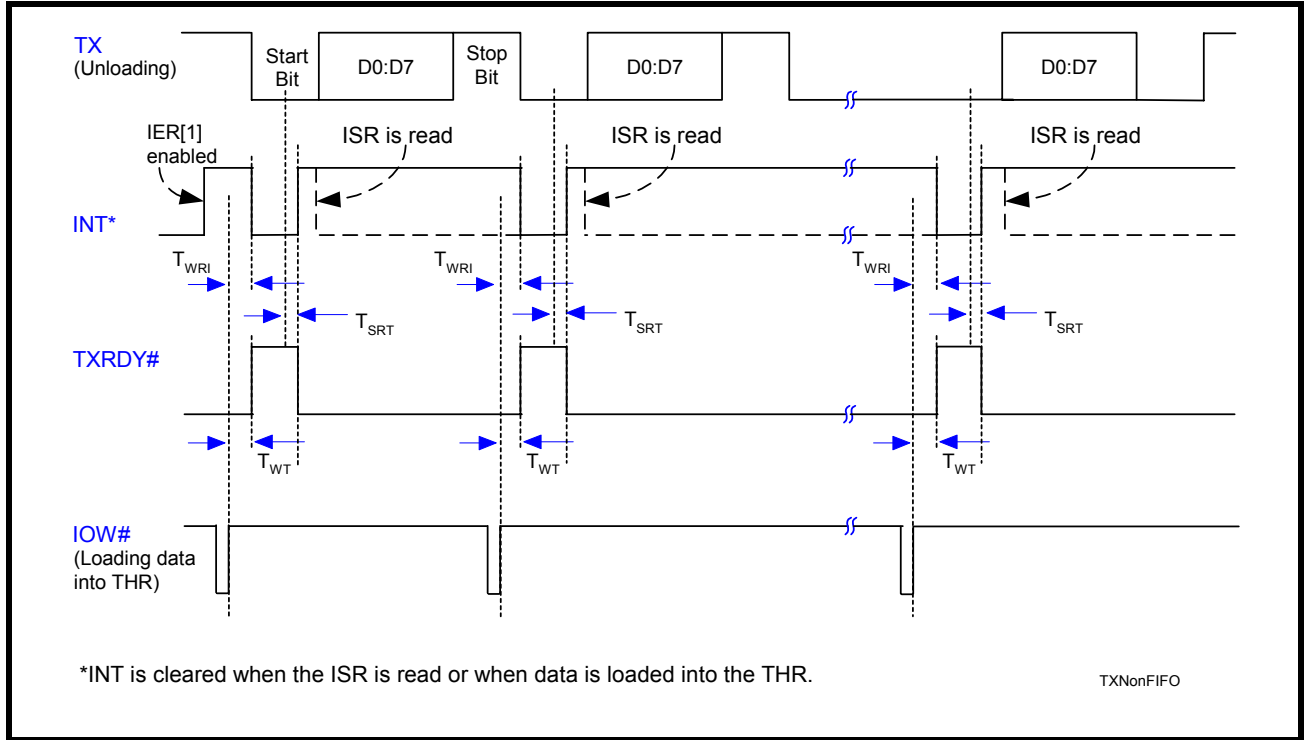 TX
(Unloading)
Start
Bit
D0:D7
Stop
Bit
D0:D7
D0:D7
IER[1]
enabled
ISR is read
ISR is read
ISR is read
INT*
TWRI
TWRI
TWRI
TSRT
TSRT
TSRT
TXRDY#
TWT
TWT
TWT
IOW#
(Loading data
into THR)
*INT is cleared when the ISR is read or when data is loaded into the THR.
TXNonFIFO